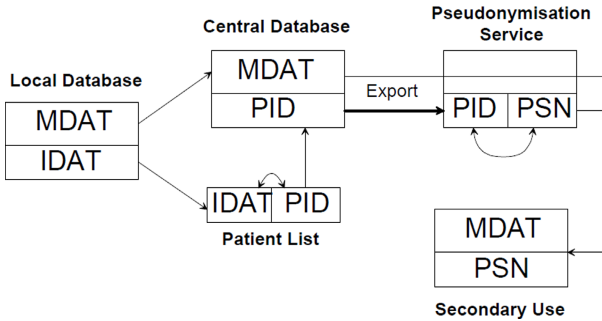 Pseudonymisation
Service
Central Database
Local Database
MDAT
PID
Export
PID PSN
MDAT
IDAT
IDAT PID
Patient List
MDAT
PSN
Secondary Use